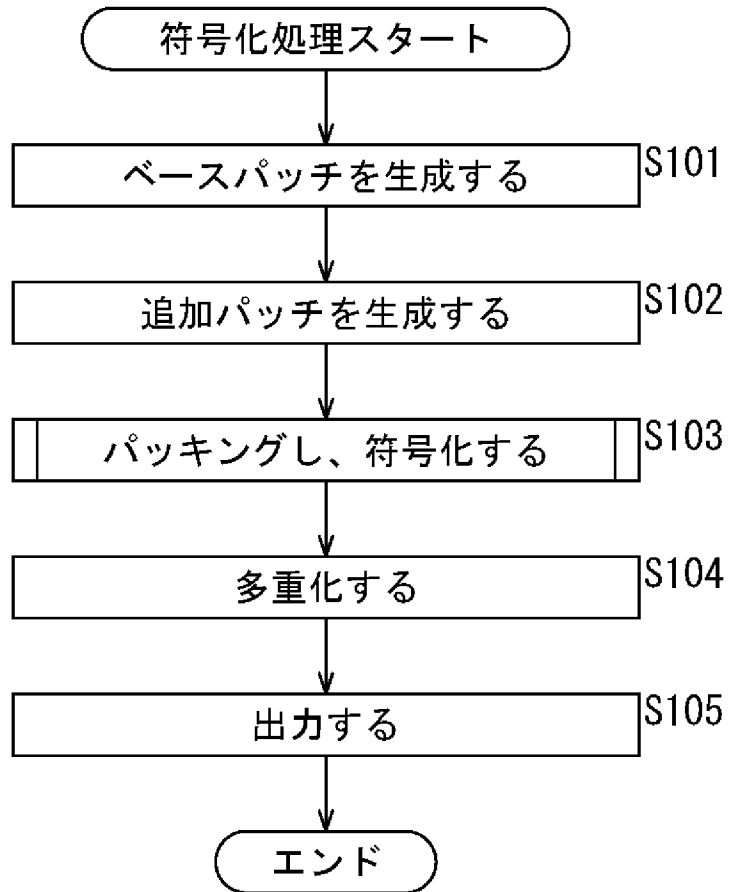 符号化処理スタート
ベースパッチを生成する
S101
追加パッチを生成する
S102
パッキングし、符号化する
S103
多重化する
S104
出力する
S105
エンド